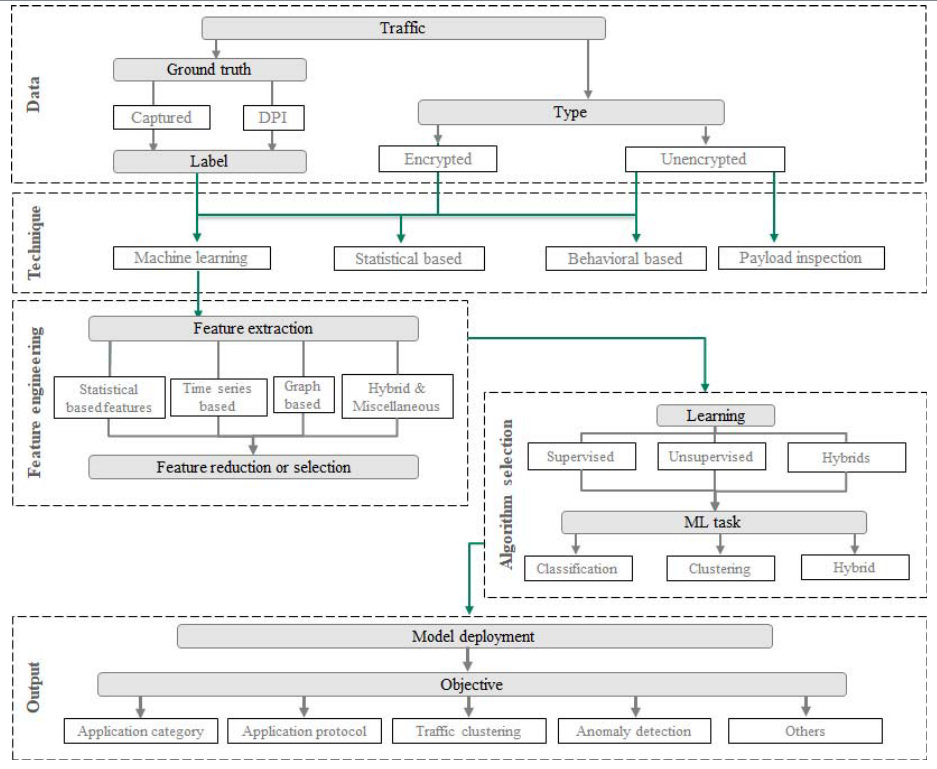 Data
Traffic
Ground truth
Captured
DPI
Label
Type
Encrypted
Unencrypted
Technique
Machine learning
Statistical based
Behavioral based
Payload inspection
Feature engineering
Feature extraction
Statistical
based features
Time series
based
Graph
based
Hybrid &
Miscellaneous
Feature reduction or selection
Algorithm selection
Learning
Supervised
Unsupervised
Hybrids
ML task
Classification
Clustering
Hybrid
Output
Model deployment
Objective
Application category
Application protocol
Traffic clustering
Anomaly detection
Others